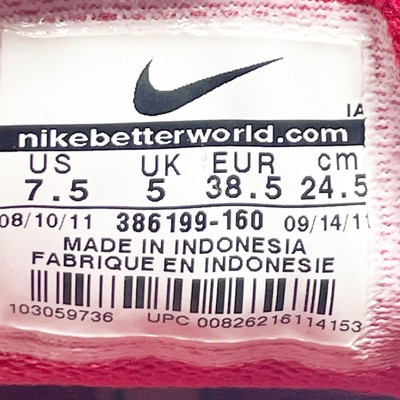 IA
nikebetterworld.com
US UK EUR cm
7.5 5 38.5 24.5
08/10/11 386199-160 09/14/11
MADE IN INDONESIA
FABRIQUE EN INDONESIE
103059736 UPC 00826216114153